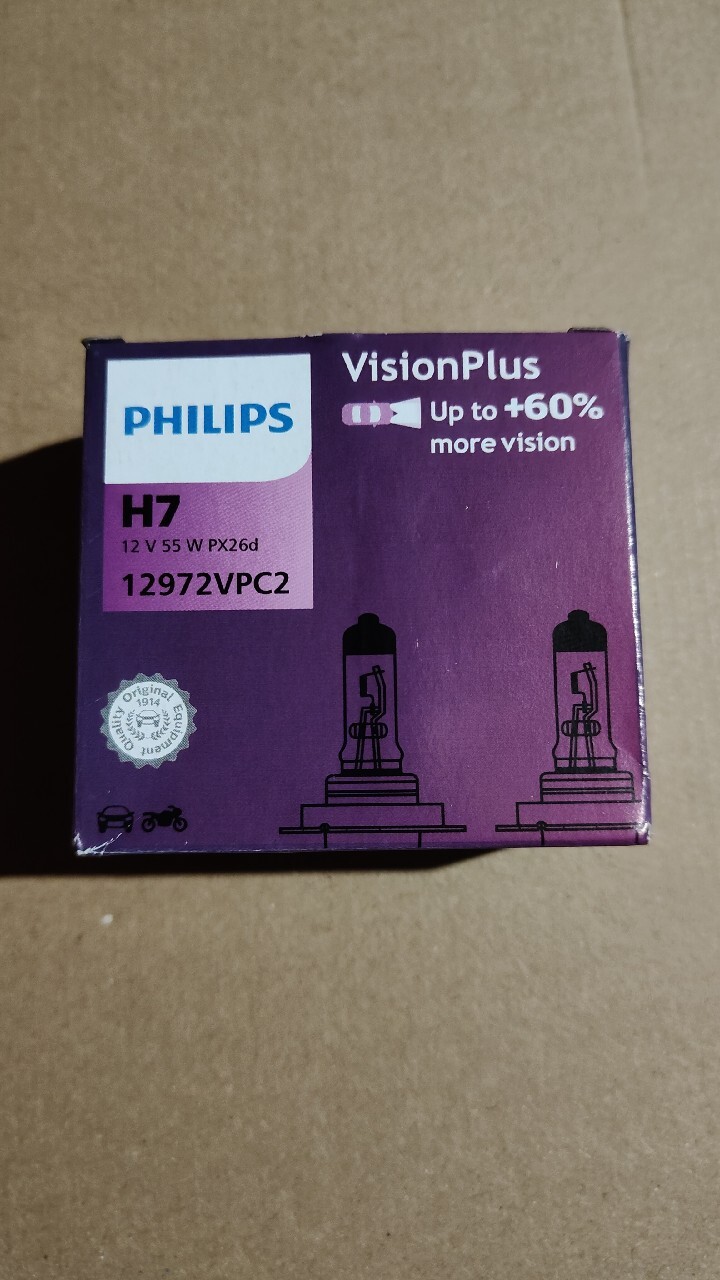 PHILIPS
H7
12 V 55 W PX26d
12972VPC2
VisionPlus
Up to +60%
more vision
Original Equipment Quality
1914